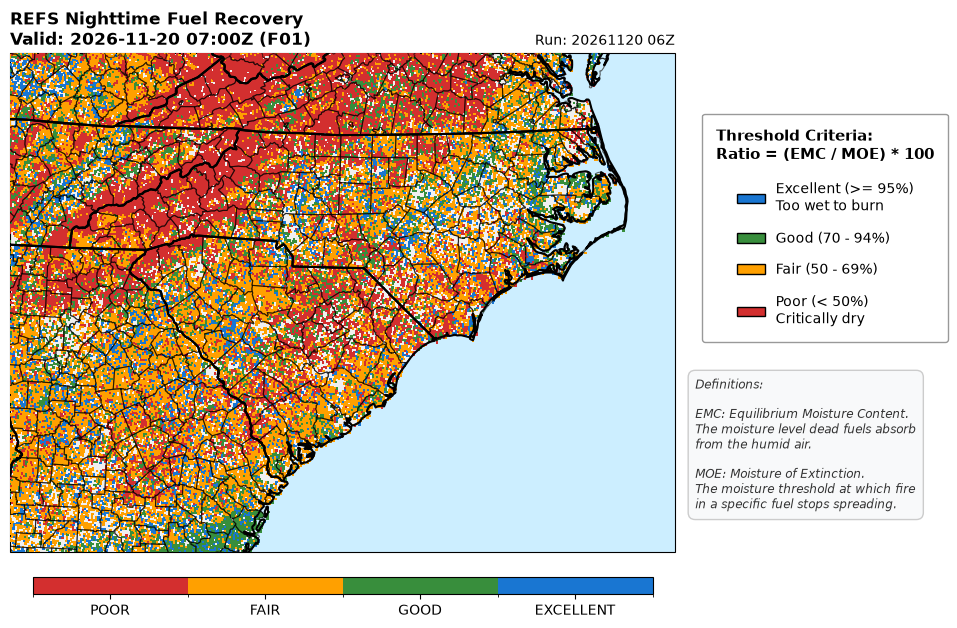 REFS Nighttime Fuel Recovery
Valid: 2026-11-20 07:00Z (F01)
Run: 20261120 06Z
Threshold Criteria:
Ratio = (EMC / MOE) * 100
Excellent (>= 95%)
Too wet to burn
Good (70 - 94%)
Fair (50 - 69%)
Poor (< 50%)
Critically dry
Definitions:
EMC: Equilibrium Moisture Content.
The moisture level dead fuels absorb
from the humid air.
MOE: Moisture of Extinction.
The moisture threshold at which fire
in a specific fuel stops spreading.
POOR
FAIR
GOOD
EXCELLENT